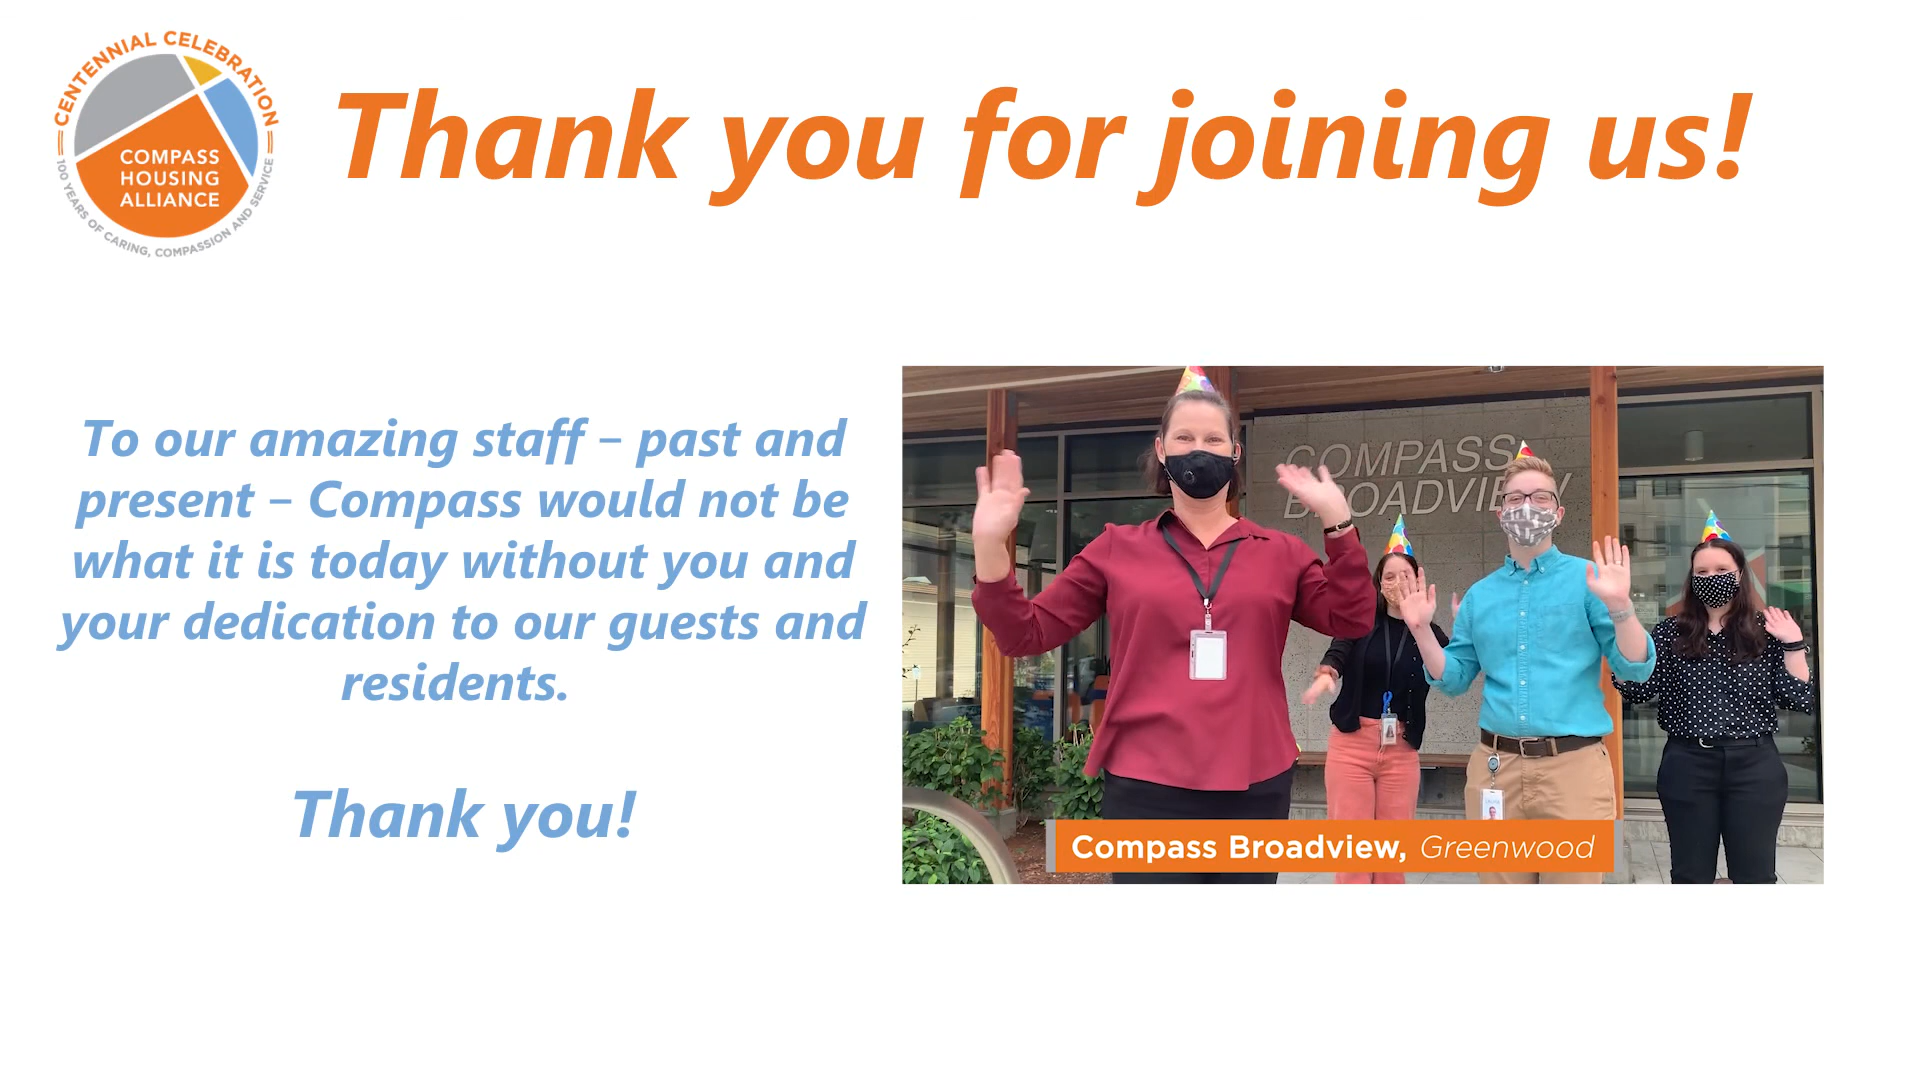 CENTENNIAL CELEBRATION
COMPASS
HOUSING
ALLIANCE
100 YEARS OF CARING, COMPASSION AND SERVICE
Thank you for joining us!
To our amazing staff – past and
present – Compass would not be
what it is today without you and
your dedication to our guests and
residents.
Thank you!
COMPASS
BROADVIEW
Compass Broadview, Greenwood